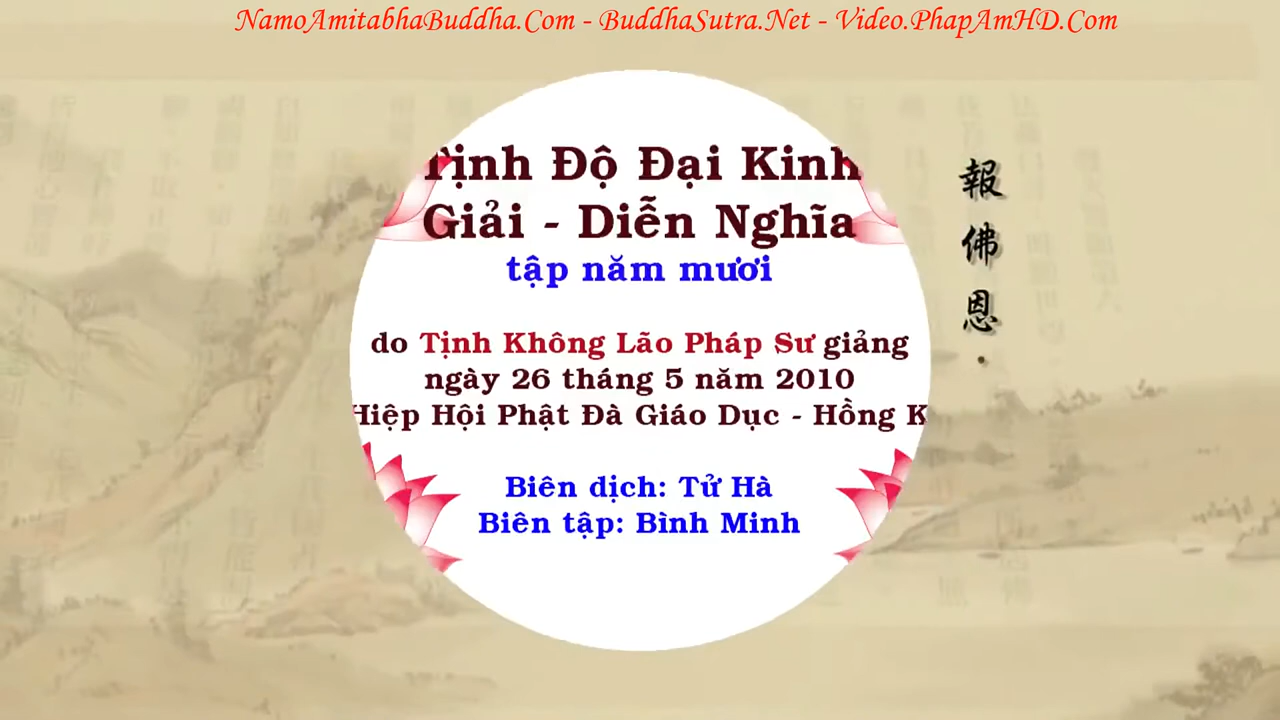 NamoAmitabhaBuddha.Com - BuddhaSutra.Net - Video.PhapAmHD.Com
Tịnh Độ Đại Kinh
Giải - Diễn Nghĩa
tập năm mươi
do Tịnh Không Lão Pháp Sư giảng
ngày 26 tháng 5 năm 2010
Hiệp Hội Phật Đà Giáo Dục - Hồng K
Biên dịch: Tử Hà
Biên tập: Bình Minh
報佛恩.